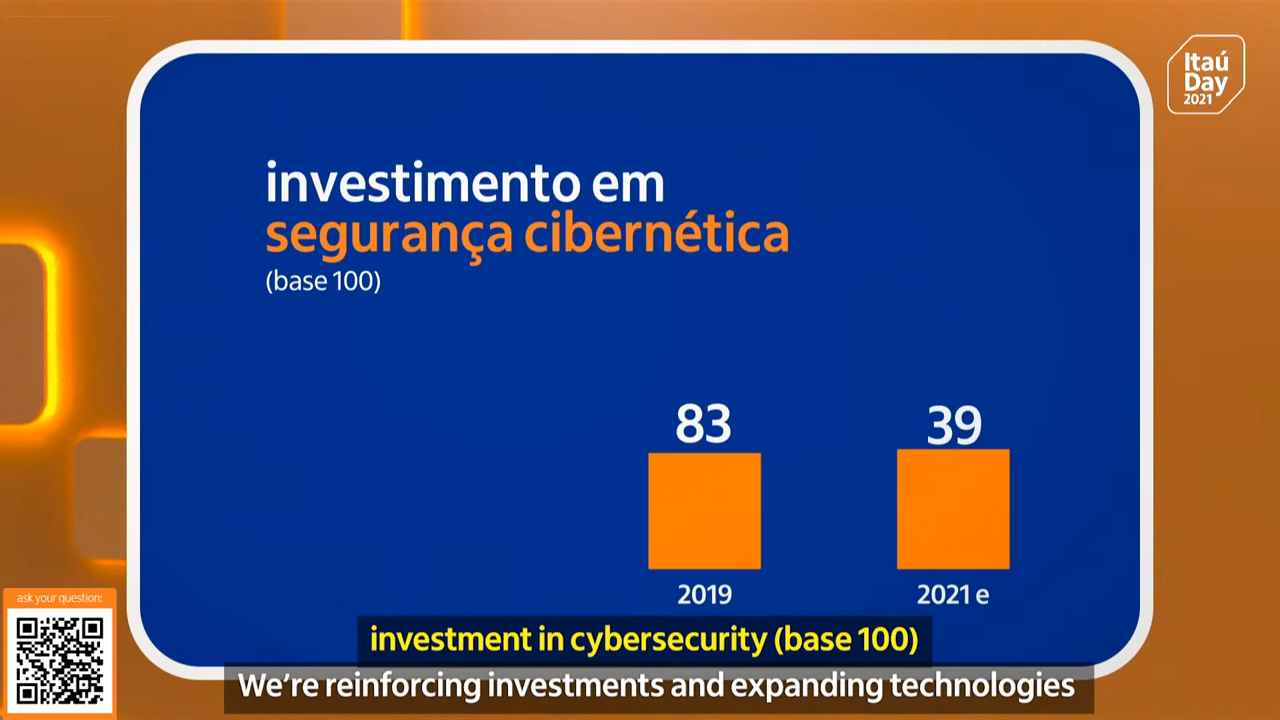 Itaú
Day
2021
investimento em
segurança cibernética
(base 100)
83
39
2019
2021 e
ask your question:
investment in cybersecurity (base 100)
We're reinforcing investments and expanding technologies